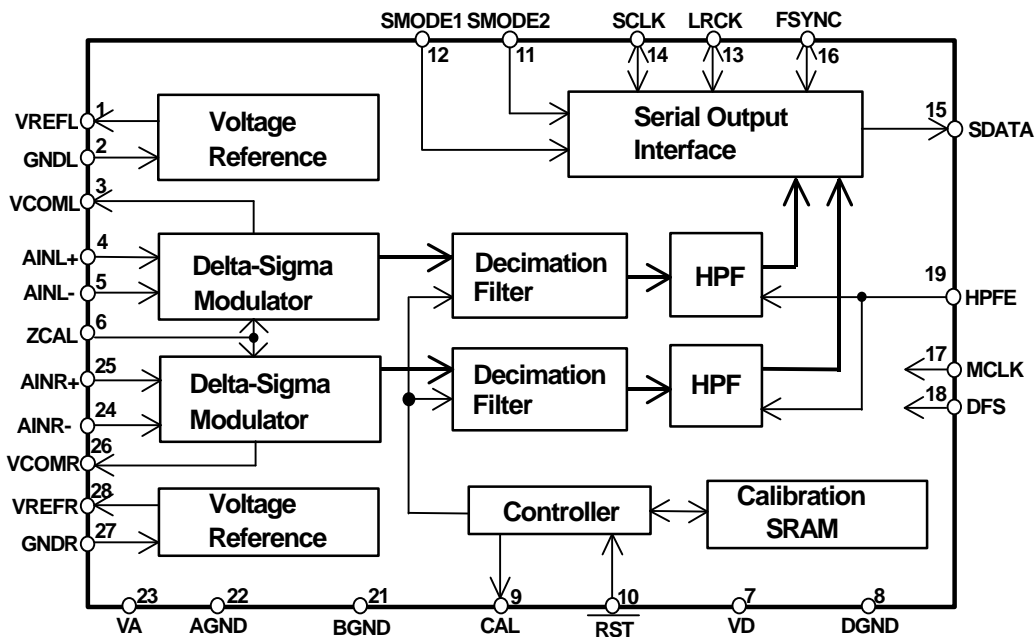 SMODE1 SMODE2 SCLK LRCK FSYNC
12 11 14 13 16
VREFL 1
GNDL 2
Voltage
Reference
Serial Output
Interface
15 SDATA
VCOML 3
AINL+ 4
AINL- 5
Delta-Sigma
Modulator
Decimation
Filter
HPF
19 HPFE
ZCAL 6
AINR+ 25
AINR- 24
Delta-Sigma
Modulator
Decimation
Filter
HPF
17 MCLK
18 DFS
VCOMR 26
VREFR 28
GNDR 27
Voltage
Reference
Controller
Calibration
SRAM
23 22 21 9 10 7 8
VA AGND BGND CAL RST VD DGND